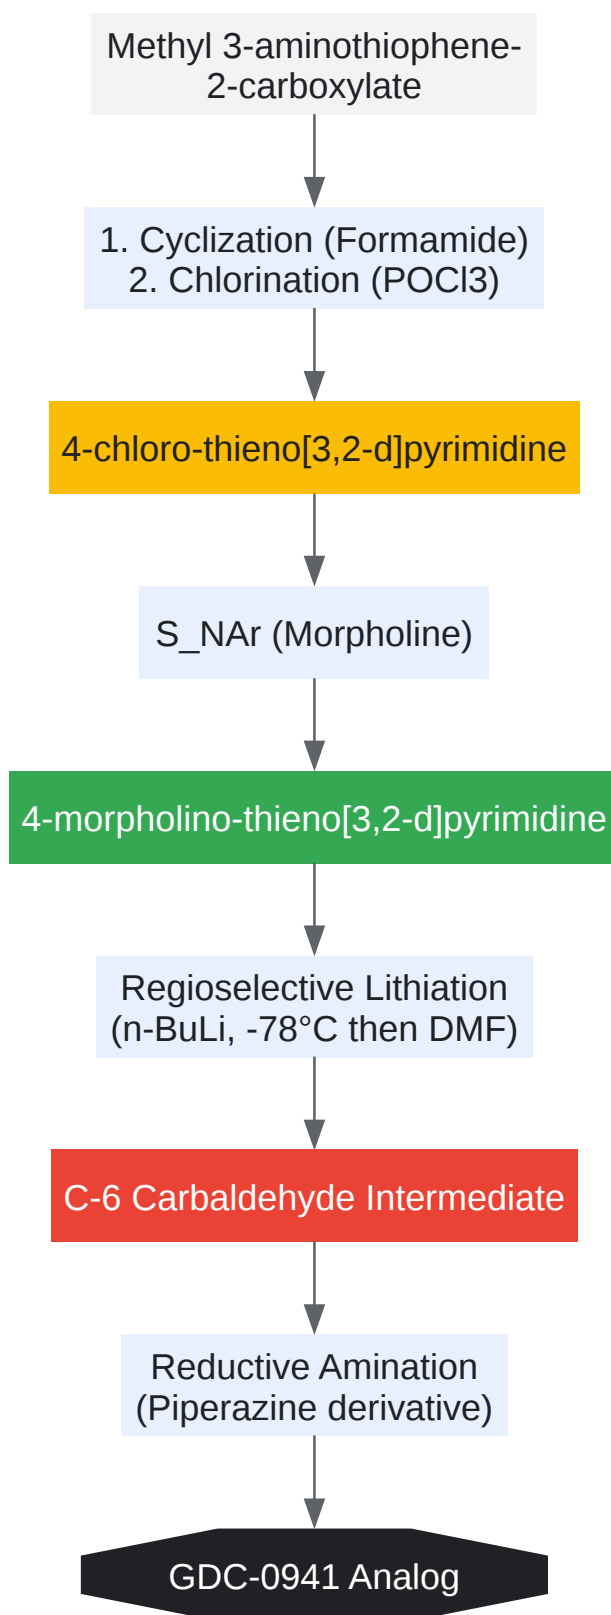 Methyl 3-aminothiophene-
2-carboxylate
1. Cyclization (Formamide)
2. Chlorination (POCl3)
4-chloro-thieno[3,2-d]pyrimidine
S_NAr (Morpholine)
4-morpholino-thieno[3,2-d]pyrimidine
Regioselective Lithiation
(n-BuLi, -78°C then DMF)
C-6 Carbaldehyde Intermediate
Reductive Amination
(Piperazine derivative)
GDC-0941 Analog